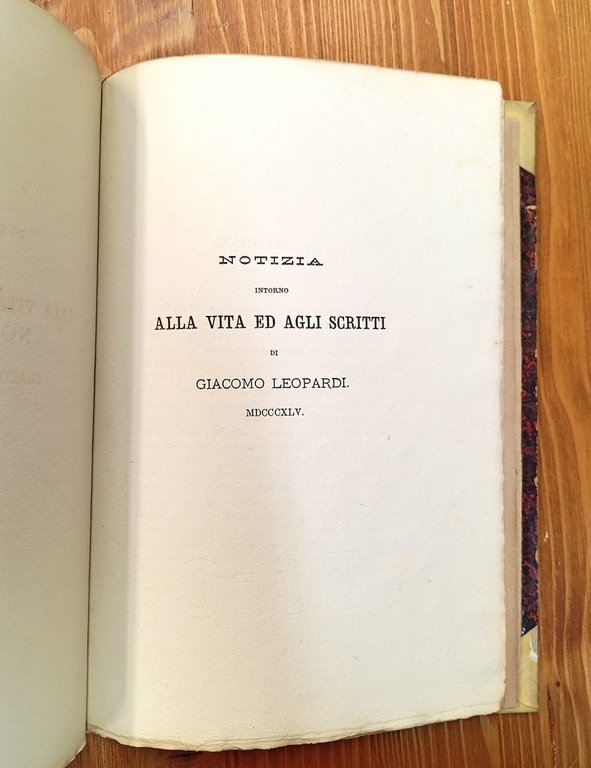 NOTIZIA
INTORNO
ALLA VITA ED AGLI SCRITTI
DI
GIACOMO LEOPARDI.
MDCCCXLV.